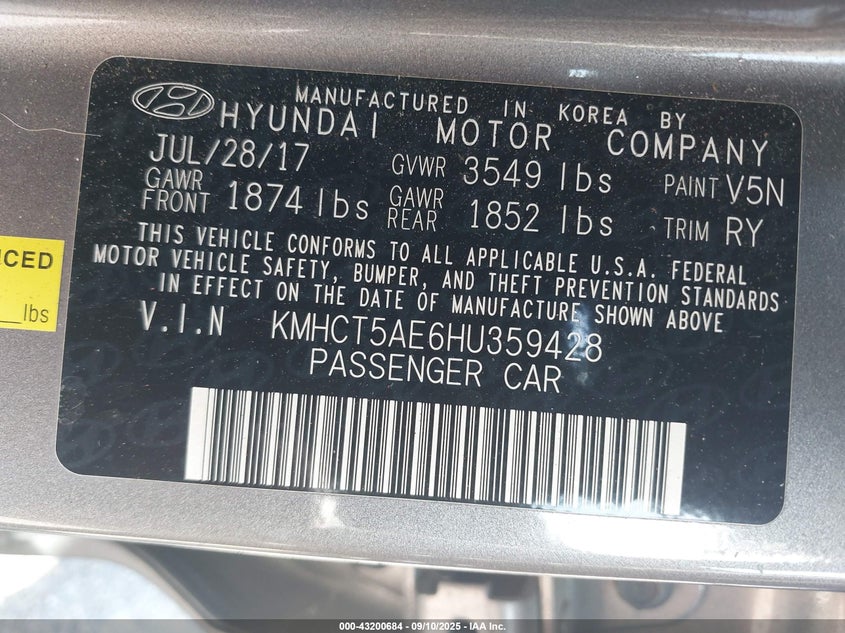 MANUFACTURED IN KOREA BY
HYUNDAI MOTOR COMPANY
JUL/28/17 GVWR 3549 lbs PAINT V5N
GAWR FRONT 1874 lbs GAWR REAR 1852 lbs TRIM RY
THIS VEHICLE CONFORMS TO ALL APPLICABLE U.S.A. FEDERAL
MOTOR VEHICLE SAFETY, BUMPER, AND THEFT PREVENTION STANDARDS
IN EFFECT ON THE DATE OF MANUFACTURE SHOWN ABOVE
V.I.N KMHCT5AE6HU359428
PASSENGER CAR
lbs
000-43200684 - 09/10/2025 - IAA Inc.